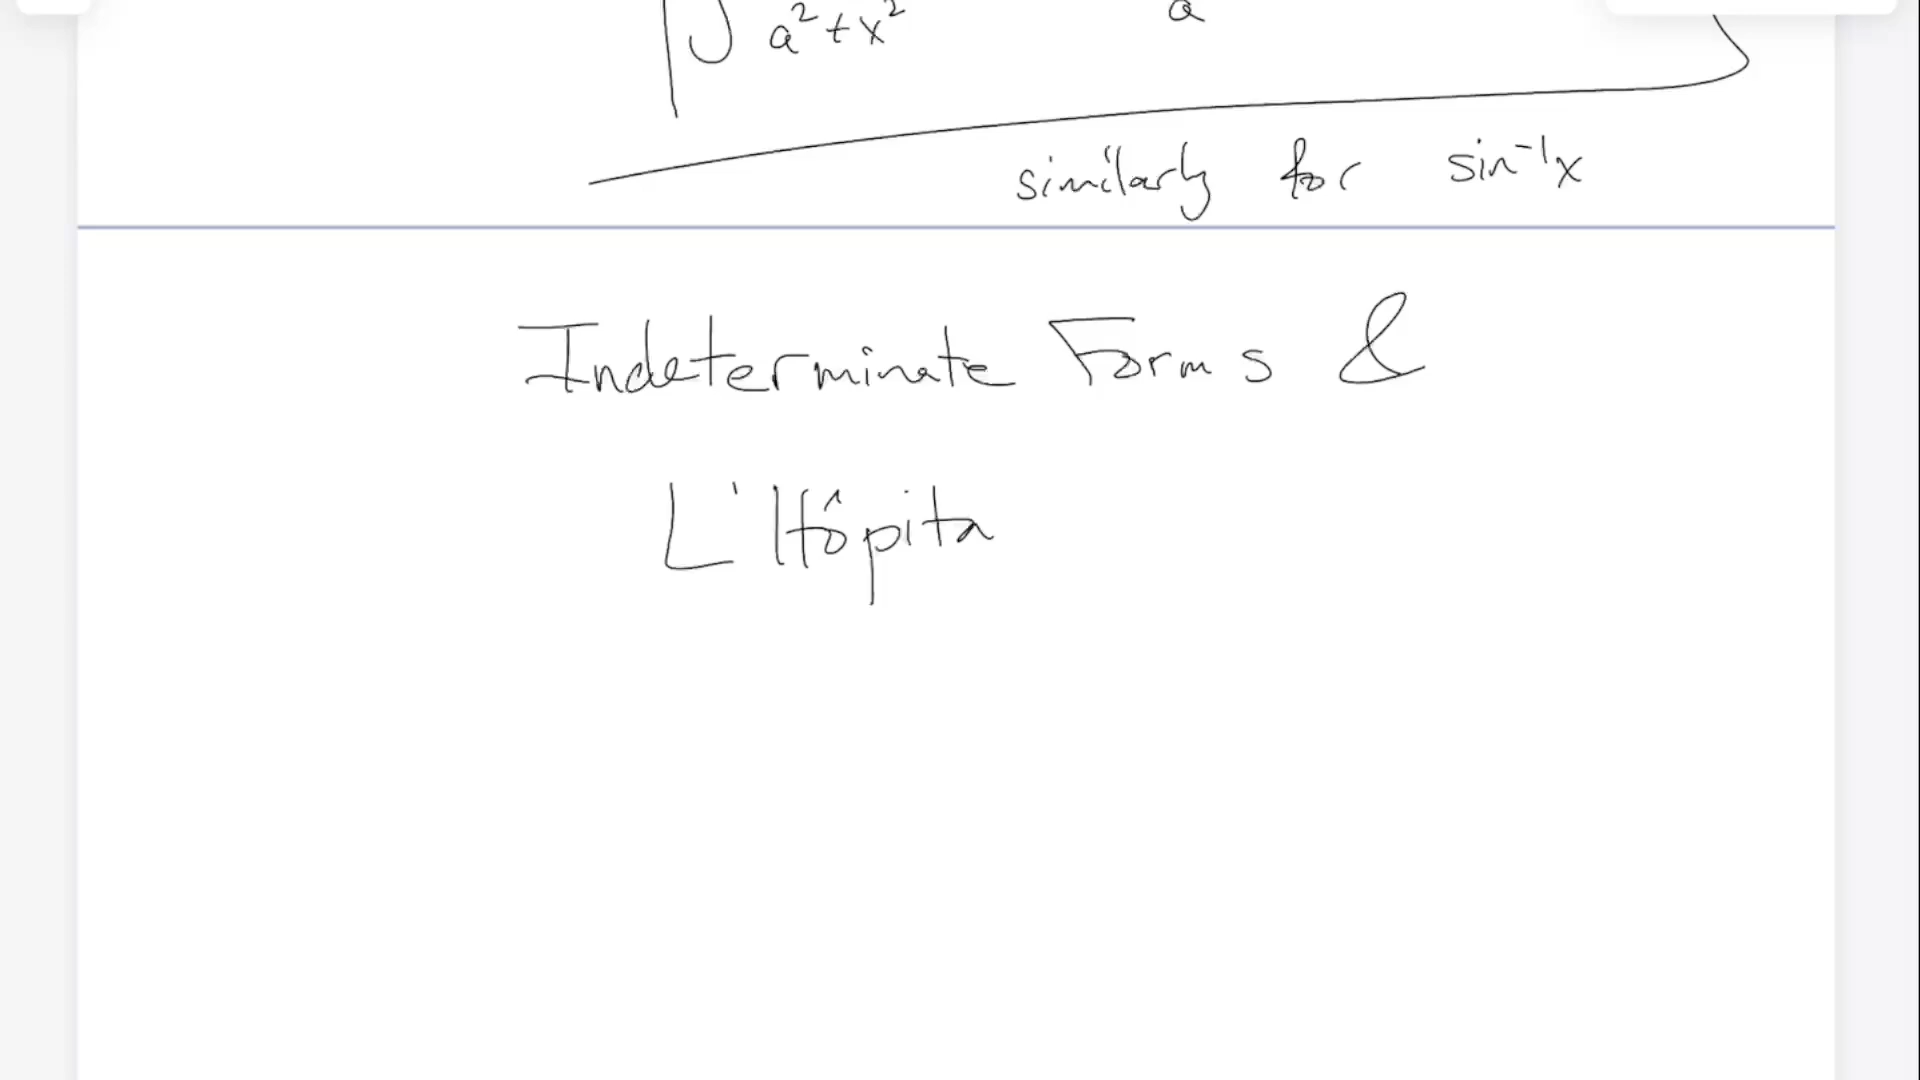 ∫ a²+x² a
similarly for sin⁻¹x
Indeterminate Forms &
L'Hôpita